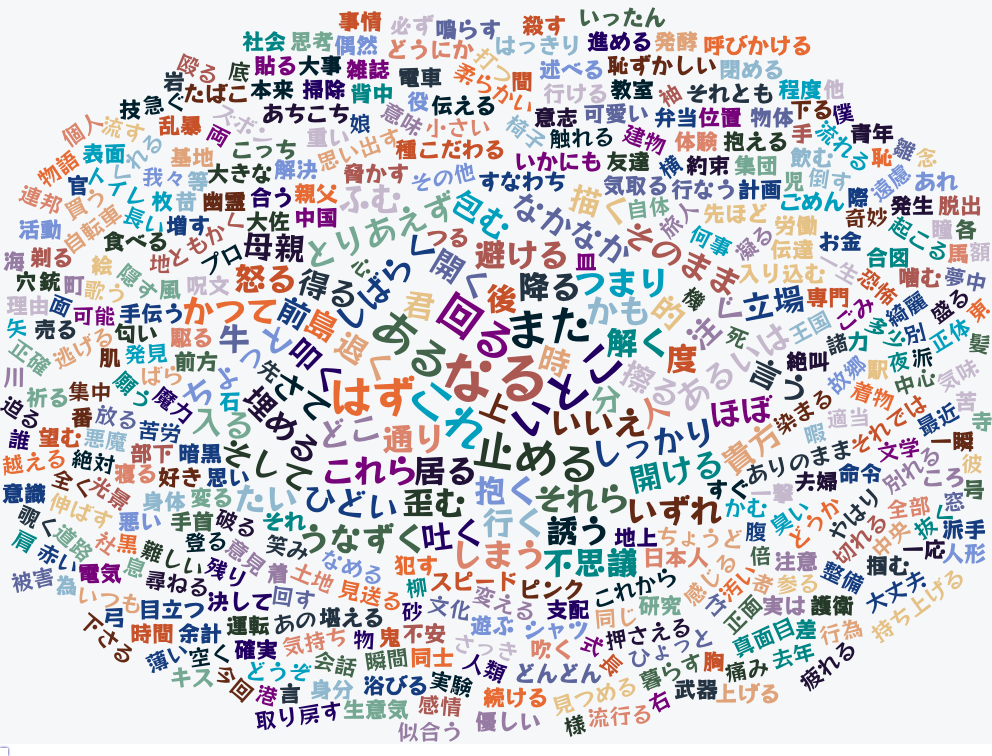 事情
必ず
鳴らす
殺す
いったん
社会
思考
偶然
どうにか
打つ
はっきり
進める
発酵
呼びかける
殴る
底
貼る
大事
雑誌
電車
柔らかい
間
述べる
恥ずかしい
閉める
岩
たばこ
本来
掃除
背中
役
伝える
行ける
教室
袖
それとも
程度
他
技
急ぐ
ズボン
あちこち
娘
意味
小さい
椅子
意志
可愛い
弁当
位置
物体
下る
僕
個人
流す
乱暴
両
重い
思い出す
種
こだわる
触れる
建物
体験
抱える
手
流れる
青年
物語
表面
れる
基地
こっち
大きな
解決
脅かす
その他
いかにも
友達
横
約束
集団
飲む
恥
雛
念
官
トイレ
我々
等
すなわち
気取る
行なう
計画
児
倒す
際
遠慮
あれ
連邦
買う
長い
枚
昔
幽霊
合う
親父
ふむ
包む
なかなか
描く
自体
旅人
先ほど
ごめん
奇妙
発生
脱出
活動
自転車
増す
ともかく
大佐
中国
とりあえず
つる
避ける
皿
そのまま
何事
凝る
労働
伝達
お金
起こる
瞳
各
食べる
海
剃る
絵
地
プロ
母親
心
せっかく
開く
入り込む
一生
合図
馬
額
穴
銃
町
歌う
隠す
風
呪文
怒る
得る
君
回る
後
降る
つまり
かも
的
機
注ぐ
立場
専門
恐怖
噛む
夢中
理由
面
可能
手伝う
かつて
前
島
ある
また
解く
度
死
王国
ごみ
綺麗
盛る
東
矢
売る
匂い
駆る
牛
叩く
退く
なる
時
こと
擦る
あるいは
諸
力
多分
別
正体
髪
正確
逃げる
肌
発見
前方
先
さて
はず
これ
上
分
言う
絶叫
故郷
駅
夜
派
川
祈る
集中
願う
ばら
ちょっと
石
埋める
どこ
通り
いいえ
人
ほぼ
染まる
着物
中心
気味
迫る
番
放る
魔力
入る
止める
しっかり
貴方
暇
適当
それでは
最近
苦
寺
誰
望む
悪魔
苦労
そして
これら
居る
開ける
ありのまま
文学
一瞬
越える
絶対
部下
暗黒
抱く
それら
すぐ
夫婦
命令
別れる
彼
意識
全く
光景
寝る
好き
思い
たい
ひどい
歪む
いずれ
一撃
ころ
号
覗く
伸ばす
身体
変る
それ
行く
誘う
かむ
臭い
どうか
やはり
全部
窓
肩
道路
悪い
手首
破る
うなずく
吐く
地上
ちょうど
腹
切れる
中央
抜く
派手
赤い
社
黒
難しい
登る
意見
笑み
しまう
不思議
日本人
倍
注意
掴む
一応
人形
被害
為
電気
息
尋ねる
残り
着
土地
なめる
犯す
感じる
汚い
者
参る
整備
大丈夫
いつも
弓
目立つ
決して
回す
見送る
柳
スピード
ピンク
これから
竹
正面
実は
護衛
持ち上げる
下さる
時間
余計
運転
あの
堪える
砂
文化
変える
支配
同じ
研究
真面目
差
行為
薄い
空く
確実
気持ち
物
鬼
不安
さっき
遊ぶ
シャツ
式
押さえる
ひょっと
去年
疲れる
キス
どうぞ
会話
瞬間
同士
人類
吹く
どんどん
長
暮らす
胸
痛み
今回
港
言
身分
浴びる
実験
続ける
見つめる
右
武器
上げる
取り戻す
生意気
感情
優しい
様
流行る
似合う